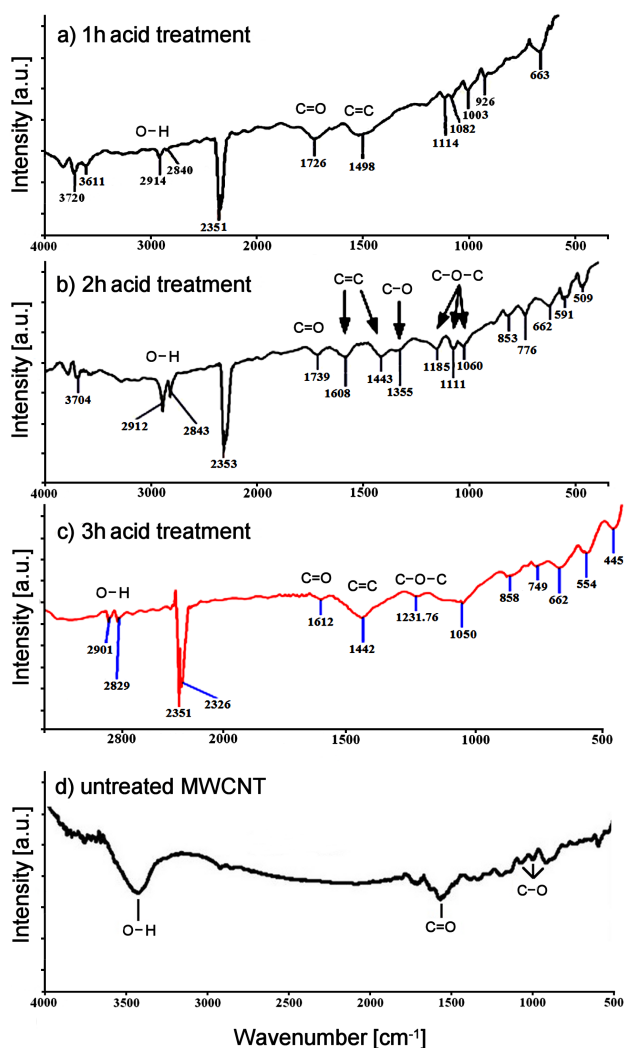 a) 1h acid treatment
Intensity [a.u.]
O-H
C=O
C=C
3720
3611
2914
2840
2351
1726
1498
1114
1082
1003
926
663
4000 3000 2000 1500 1000 500
b) 2h acid treatment
Intensity [a.u.]
O-H
C=O
C=C
C-O
C-O-C
3704
2912
2843
2353
1739
1608
1443
1355
1185
1111
1060
853
776
662
591
509
4000 3000 2000 1500 1000 500
c) 3h acid treatment
Intensity [a.u.]
O-H
C=O
C=C
C-O-C
2901
2829
2351
2326
1612
1442
1231.76
1050
858
749
662
554
445
2800 2000 1500 1000 500
d) untreated MWCNT
Intensity [a.u.]
O-H
C=O
C-O
4000 3500 3000 2500 2000 1500 1000 500
Wavenumber [cm⁻¹]